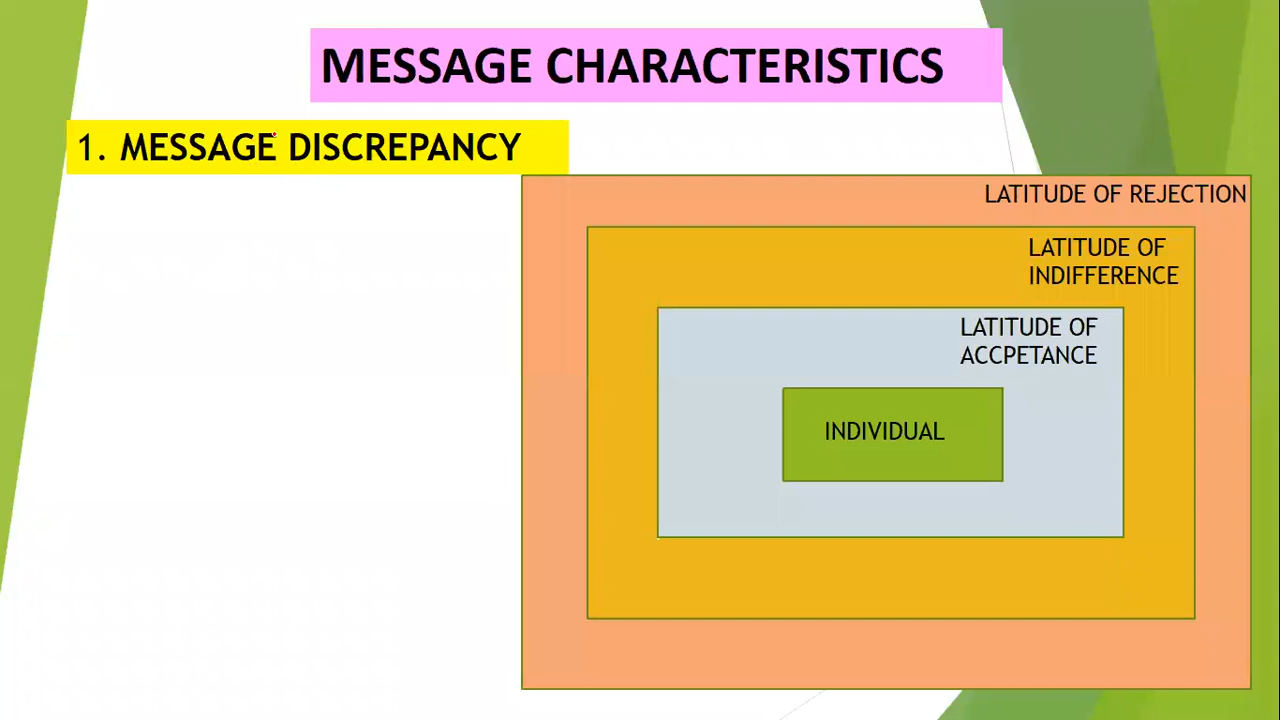 MESSAGE CHARACTERISTICS
1. MESSAGE DISCREPANCY
LATITUDE OF REJECTION
LATITUDE OF
INDIFFERENCE
LATITUDE OF
ACCPETANCE
INDIVIDUAL